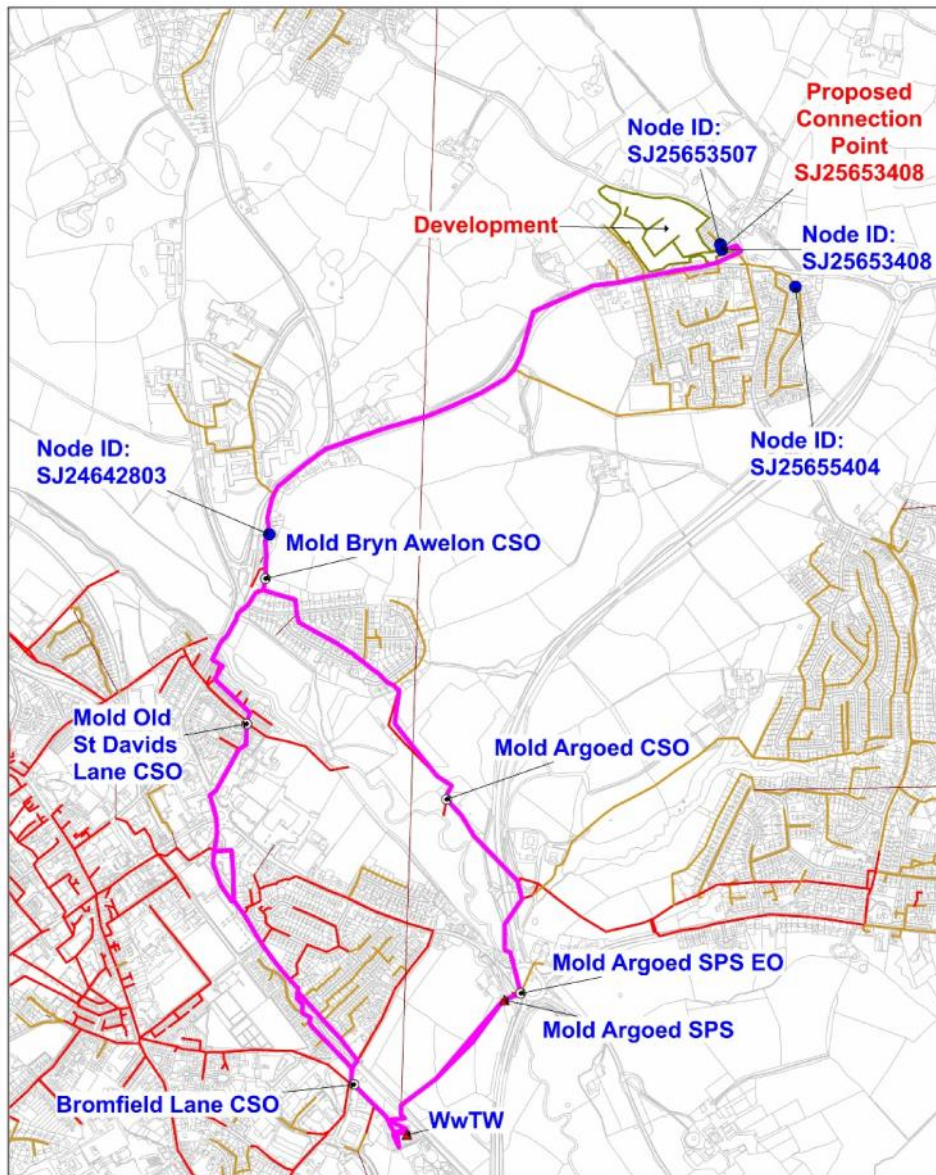 Proposed
Connection
Point
SJ25653408
Node ID:
SJ25653507
Development
Node ID:
SJ25653408
Node ID:
SJ25655404
Node ID:
SJ24642803
Mold Bryn Awelon CSO
Mold Old
St Davids
Lane CSO
Mold Argoed CSO
Mold Argoed SPS EO
Mold Argoed SPS
Bromfield Lane CSO
WwTW